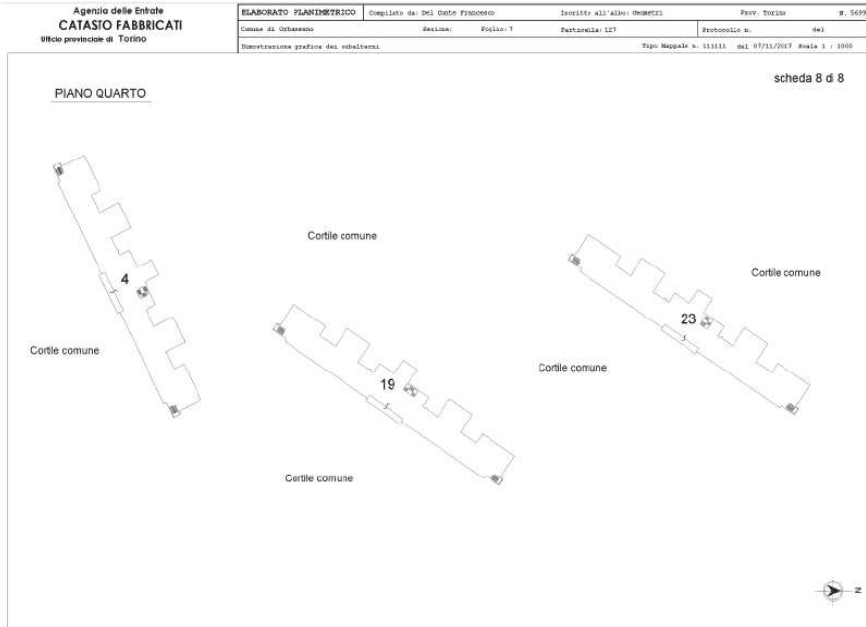 Agenzia delle Entrate
CATASTO FABBRICATI
Ufficio provinciale di Torino
ELABORATO PLANIMETRICO
Compilato da: Del Conte Francesco
Iscritto all'albo: Geometri
Prov. Torino
N. 5699
Comune di Orbassano
Sezione:
Foglio: 7
Particella: 127
Protocollo n.
del
Dimostrazione grafica dei subalterni
Tipo Mappale n. 111111 del 07/11/2017
Scala 1 : 1000
scheda 8 di 8
PIANO QUARTO
Cortile comune
Cortile comune
4
23
Cortile comune
Cortile comune
19
Cortile comune
N